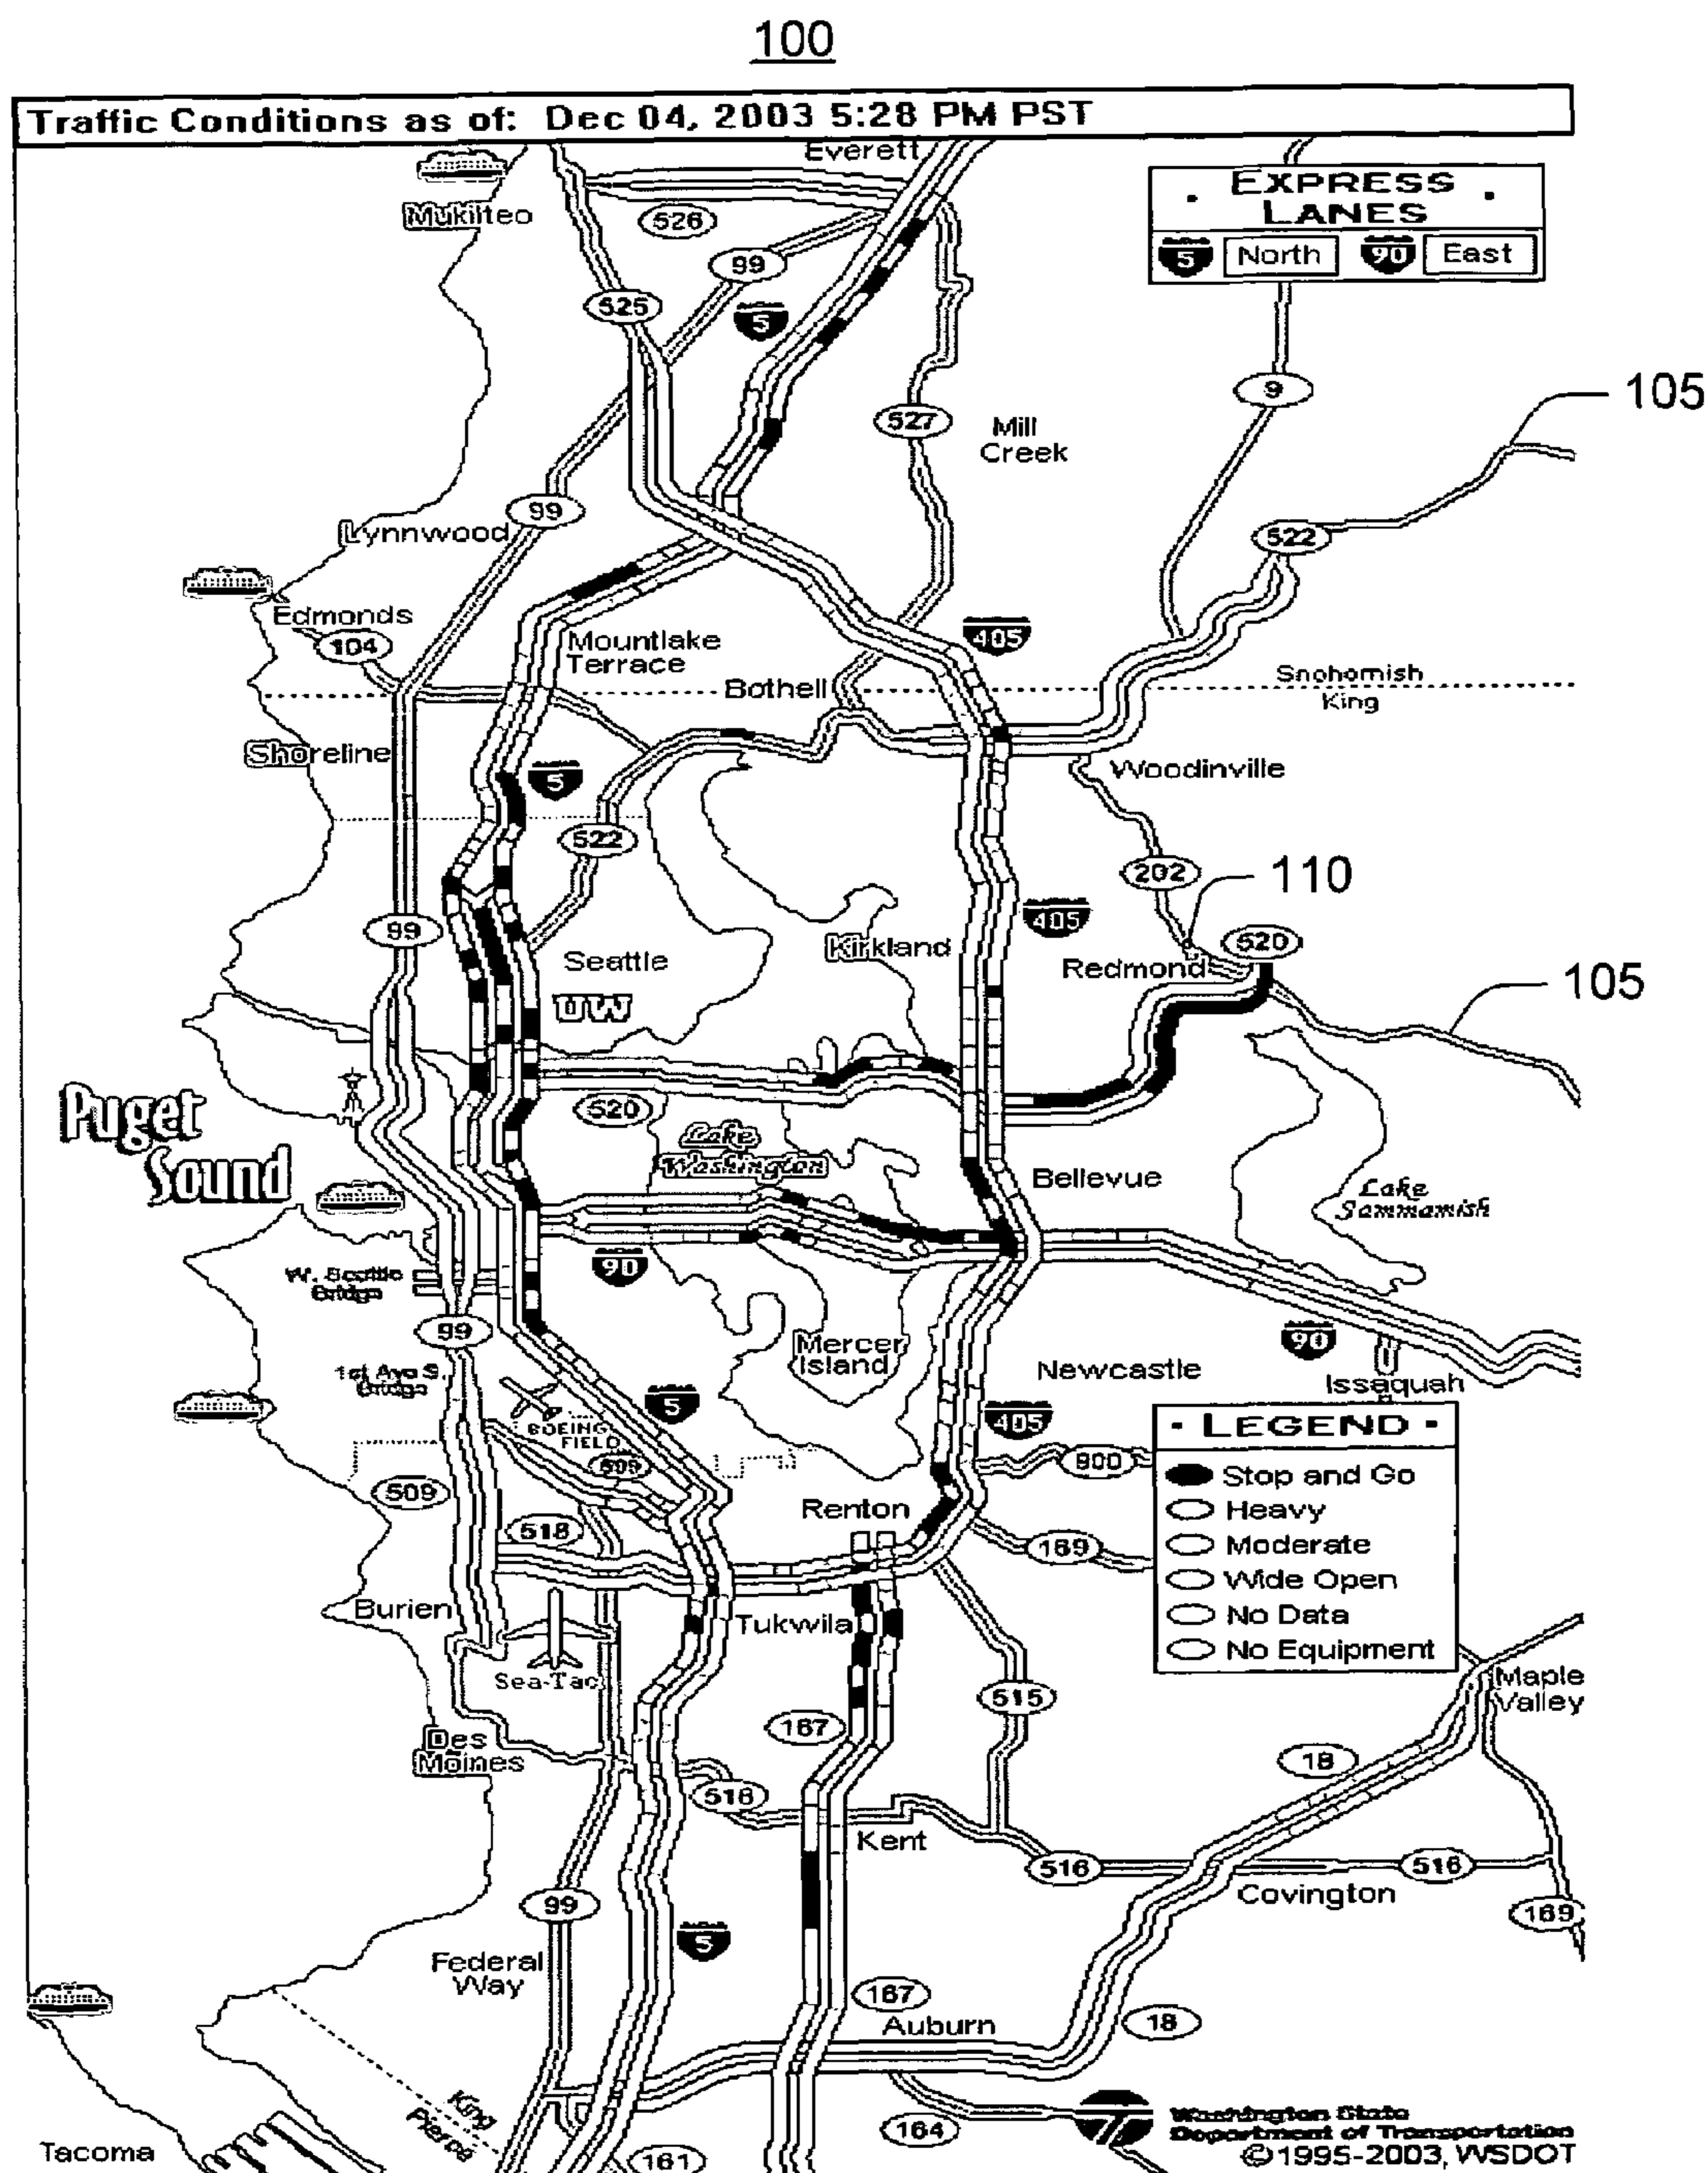 100
Traffic Conditions as of: Dec 04, 2003 5:28 PM PST
Everett
Mukilteo
526
99
525
5
EXPRESS
LANES
5 North 90 East
9
105
527
Mill
Creek
99
Lynnwood
522
Edmonds
104
Mountlake
Terrace
405
Bothell
Snohomish
King
Shoreline
5
Woodinville
522
202
110
99
405
Seattle
Kirkland
Redmond
520
UW
105
Puget
Sound
520
Lake
Washington
Bellevue
Lake
Sammamish
W. Seattle
Bridge
90
99
Mercer
Island
90
Newcastle
1st Ave S.
Bridge
Issaquah
5
405
BOEING
FIELD
599
900
509
LEGEND
Stop and Go
Heavy
Moderate
Wide Open
No Data
No Equipment
Renton
518
169
Burien
Tukwila
Sea-Tac
Maple
Valley
515
167
Des
Moines
18
516
Kent
516
516
Covington
99
169
5
Federal
Way
167
Auburn
18
King
Pierce
164
Washington State
Department of Transportation
©1995-2003, WSDOT
Tacoma
161